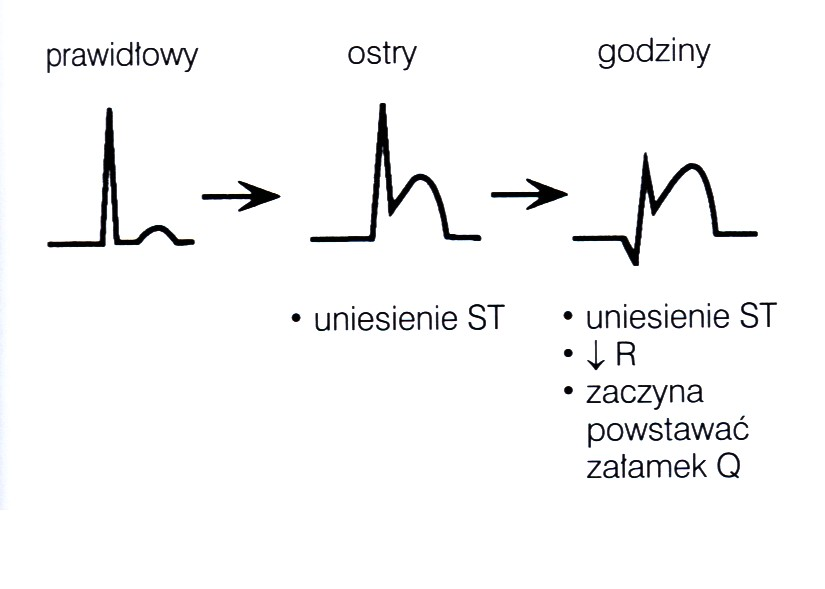 prawidłowy
ostry
godziny
• uniesienie ST
• uniesienie ST
• ↓ R
• zaczyna
powstawać
załamek Q